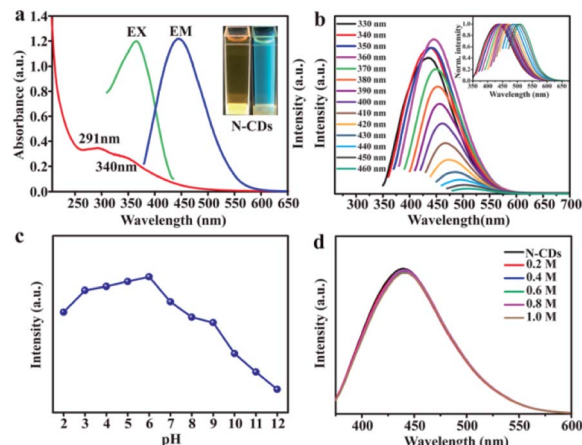 a
EX
EM
N-CDs
291nm
340nm
Absorbance (a.u.)
Intensity (a.u.)
1.4
1.2
1.0
0.8
0.6
0.4
0.2
0.0
250 300 350 400 450 500 550 600 650
Wavelength (nm)
b
330 nm
340 nm
350 nm
360 nm
370 nm
380 nm
390 nm
400 nm
410 nm
420 nm
430 nm
440 nm
450 nm
460 nm
Norm. intensity
350 400 450 500 550 600 650
Wavelength(nm)
Intensity (a.u.)
300 400 500 600 700
Wavelength(nm)
c
Intensity (a.u.)
2 3 4 5 6 7 8 9 10 11 12
pH
d
N-CDs
0.2 M
0.4 M
0.6 M
0.8 M
1.0 M
Intensity (a.u.)
400 450 500 550 600
Wavelength (nm)